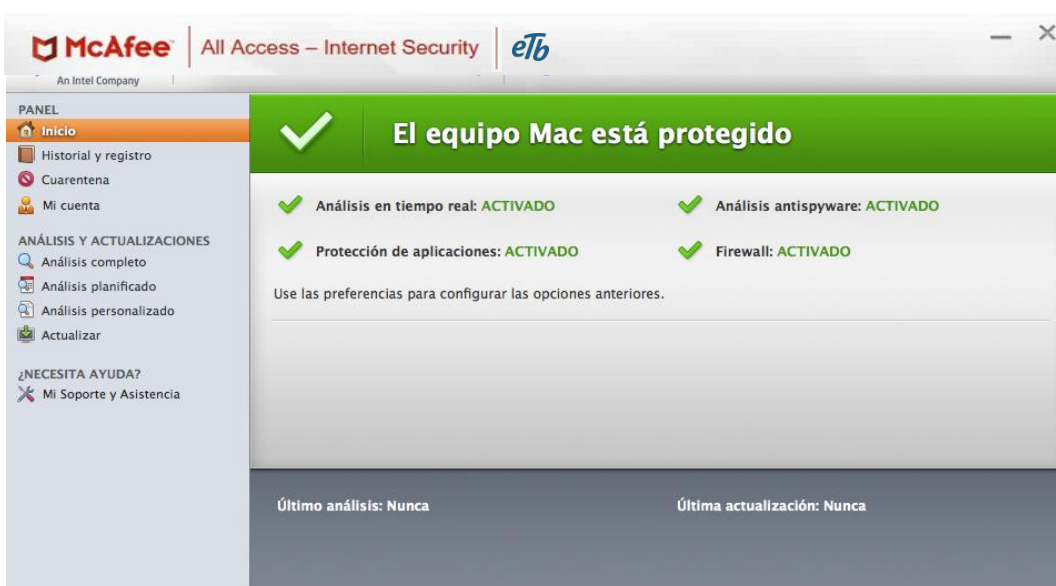 McAfee™ All Access – Internet Security eTb
An Intel Company
PANEL
Inicio
Historial y registro
Cuarentena
Mi cuenta
ANÁLISIS Y ACTUALIZACIONES
Análisis completo
Análisis planificado
Análisis personalizado
Actualizar
¿NECESITA AYUDA?
Mi Soporte y Asistencia
El equipo Mac está protegido
Análisis en tiempo real: ACTIVADO
Análisis antispyware: ACTIVADO
Protección de aplicaciones: ACTIVADO
Firewall: ACTIVADO
Use las preferencias para configurar las opciones anteriores.
Último análisis: Nunca
Última actualización: Nunca